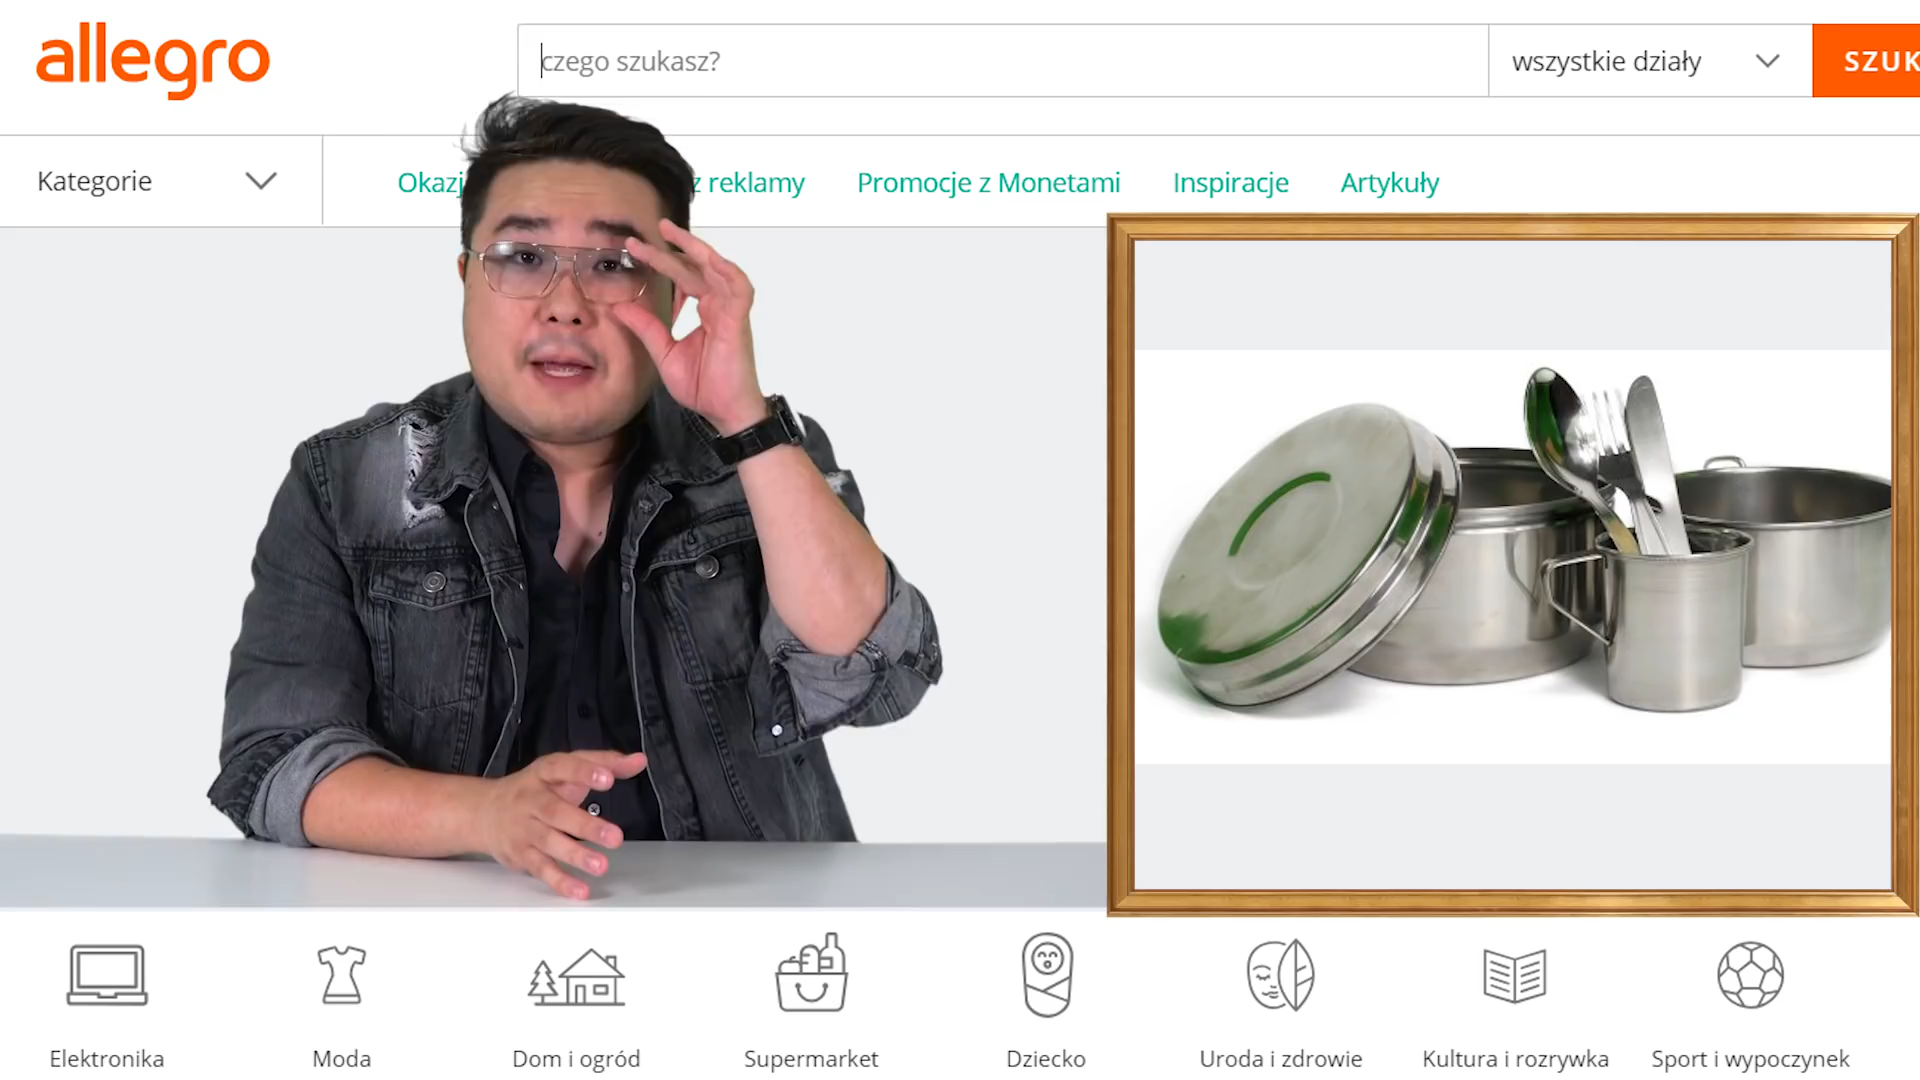 allegro
czego szukasz?
wszystkie działy
SZUK
Kategorie
Okazj
z reklamy
Promocje z Monetami
Inspiracje
Artykuły
Elektronika
Moda
Dom i ogród
Supermarket
Dziecko
Uroda i zdrowie
Kultura i rozrywka
Sport i wypoczynek